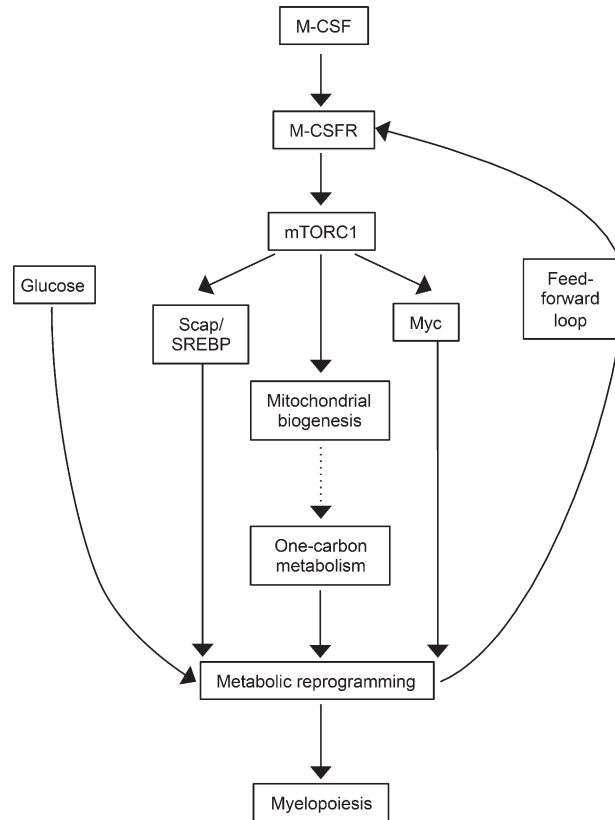 M-CSF
M-CSFR
mTORC1
Glucose
Scap/
SREBP
Myc
Feed-
forward
loop
Mitochondrial
biogenesis
One-carbon
metabolism
Metabolic reprogramming
Myelopoiesis